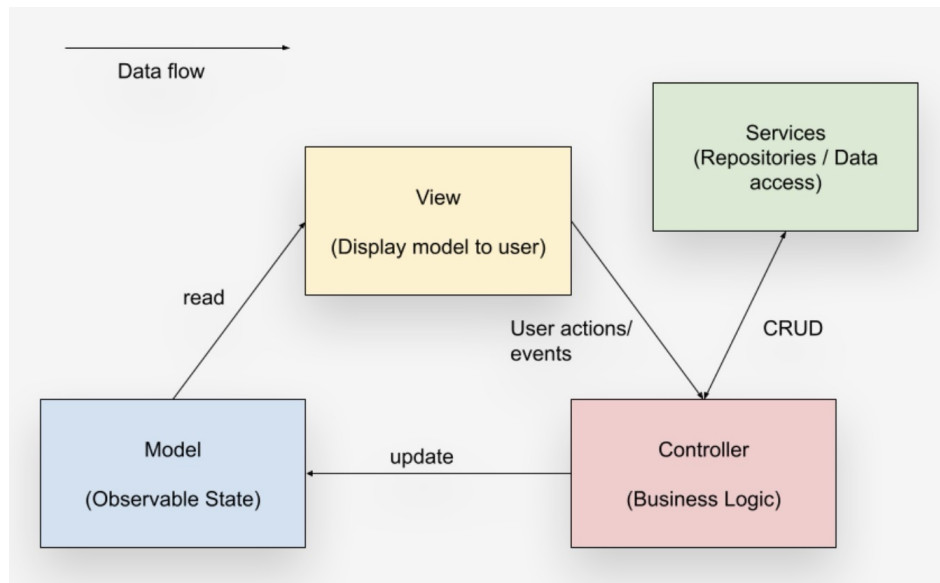 Data flow
Services
(Repositories / Data
access)
View
(Display model to user)
read
User actions/
events
CRUD
Model
(Observable State)
update
Controller
(Business Logic)